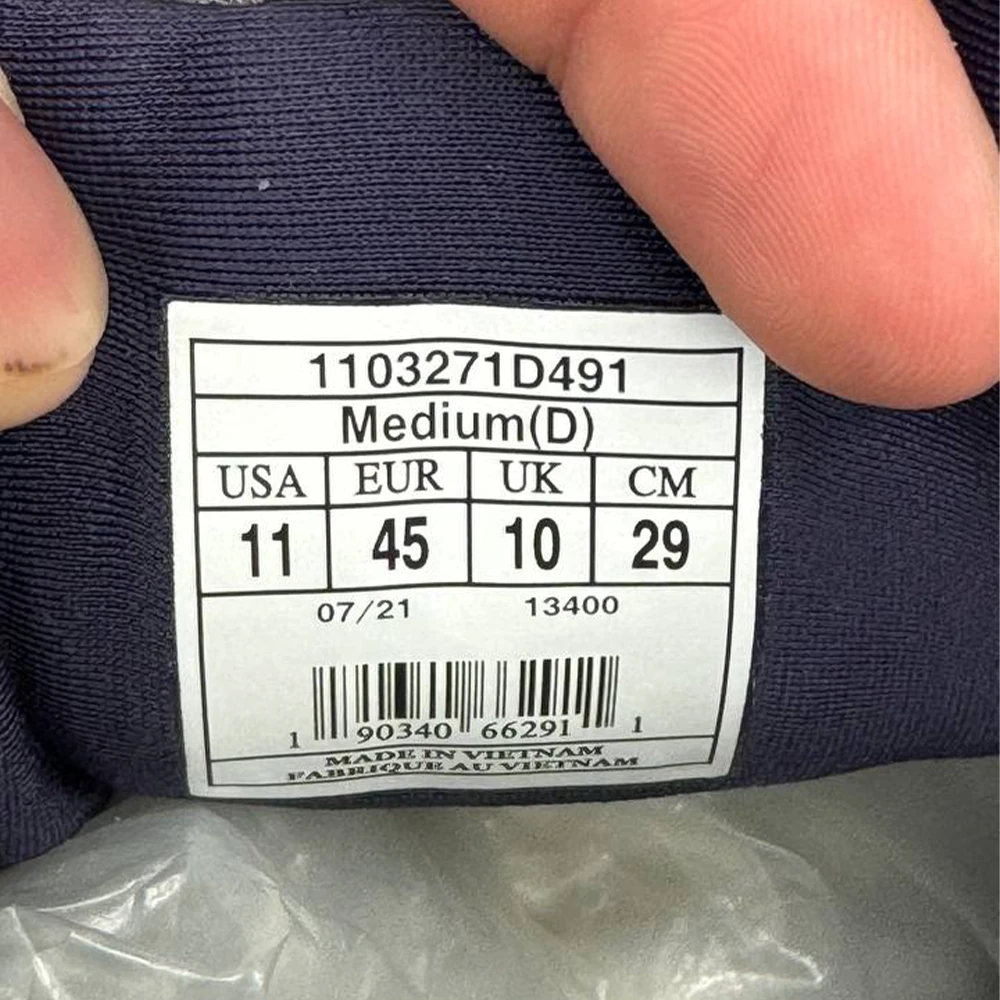 1103271D491
Medium(D)
USA EUR UK CM
11 45 10 29
07/21 13400
1 90340 66291 1
MADE IN VIETNAM
FABRIQUE AU VIETNAM